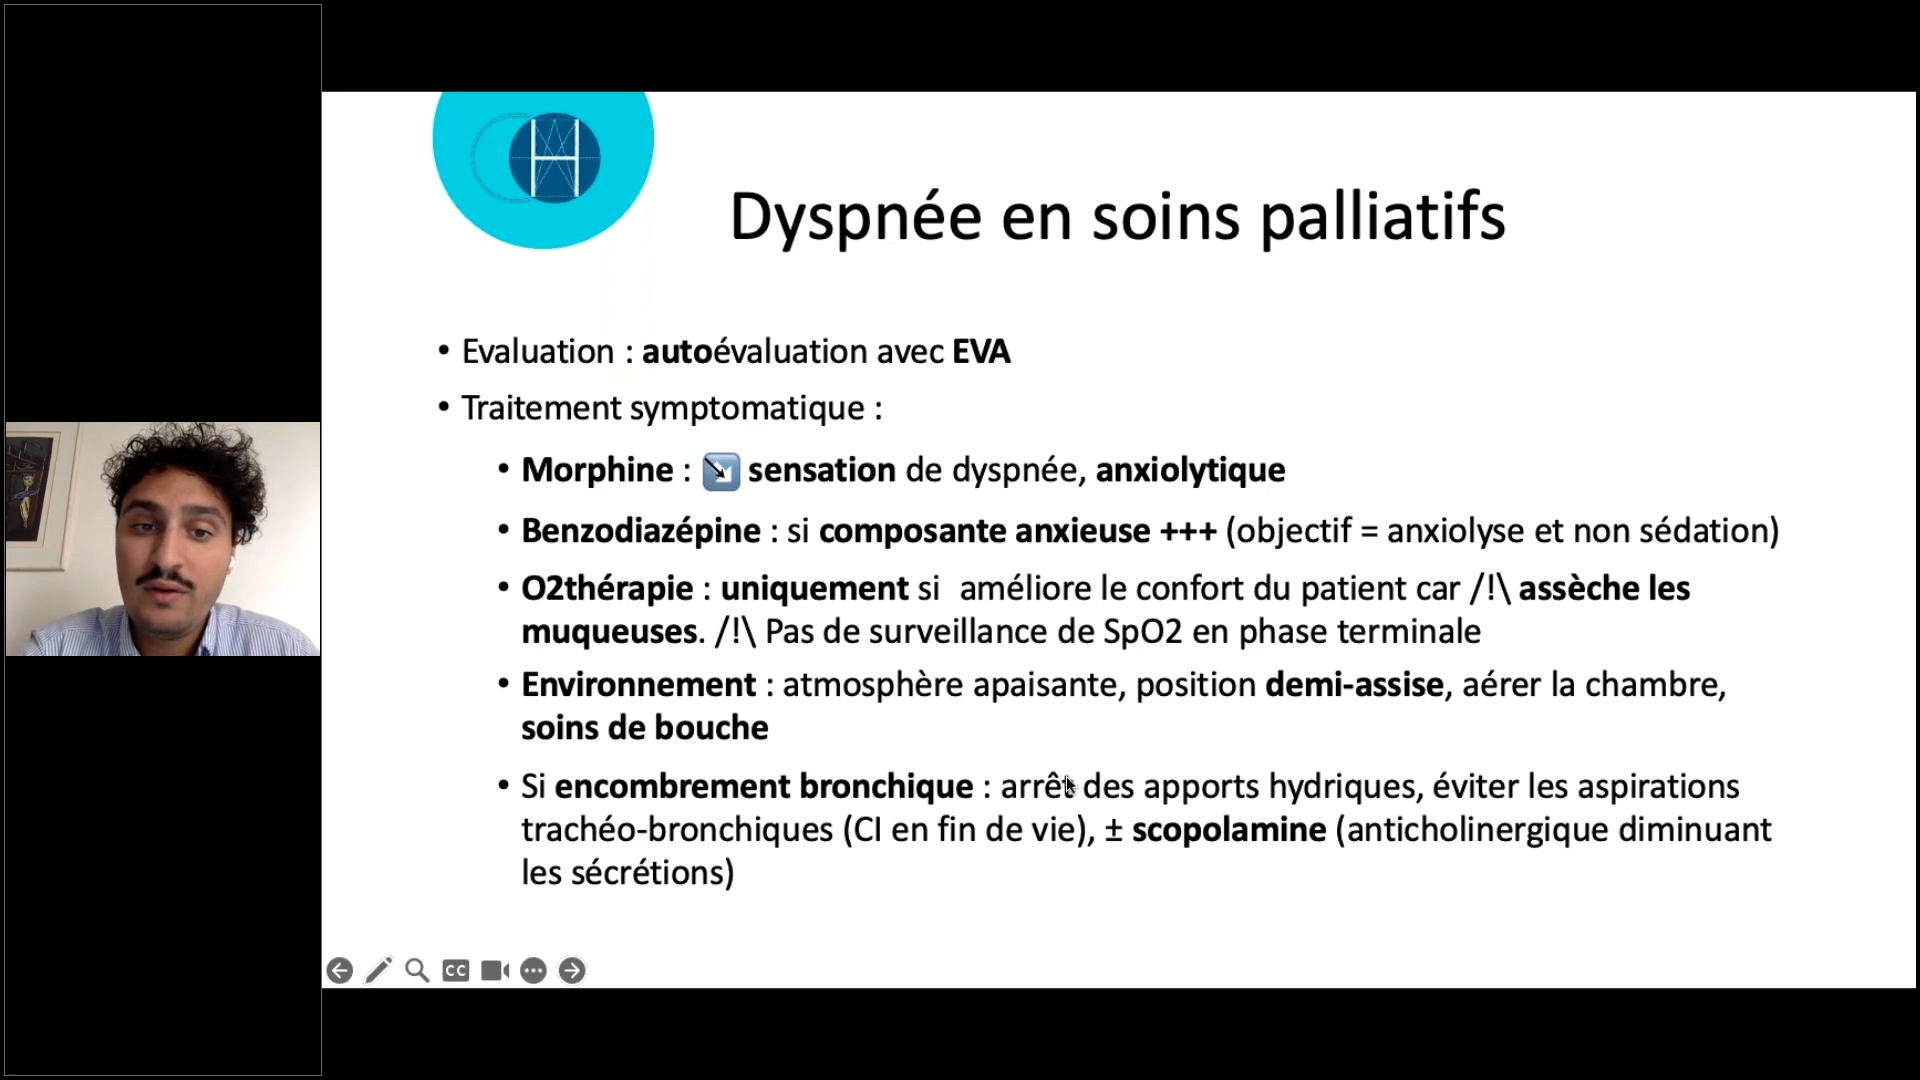 CH
Dyspnée en soins palliatifs
• Evaluation : autoévaluation avec EVA
• Traitement symptomatique :
• Morphine : ↘ sensation de dyspnée, anxiolytique
• Benzodiazépine : si composante anxieuse +++ (objectif = anxiolyse et non sédation)
• O2thérapie : uniquement si améliore le confort du patient car /!\ assèche les
muqueuses. /!\ Pas de surveillance de SpO2 en phase terminale
• Environnement : atmosphère apaisante, position demi-assise, aérer la chambre,
soins de bouche
• Si encombrement bronchique : arrêt des apports hydriques, éviter les aspirations
trachéo-bronchiques (CI en fin de vie), ± scopolamine (anticholinergique diminuant
les sécrétions)
CC